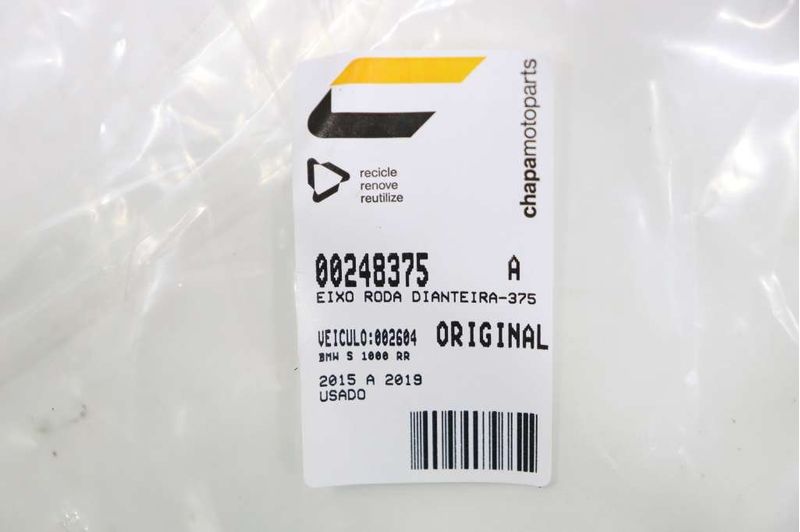 chapamotoparts
recicle
renove
reutilize
00248375 A
EIXO RODA DIANTEIRA-375
VEICULO:002604 ORIGINAL
BMW S 1000 RR
2015 A 2019
USADO